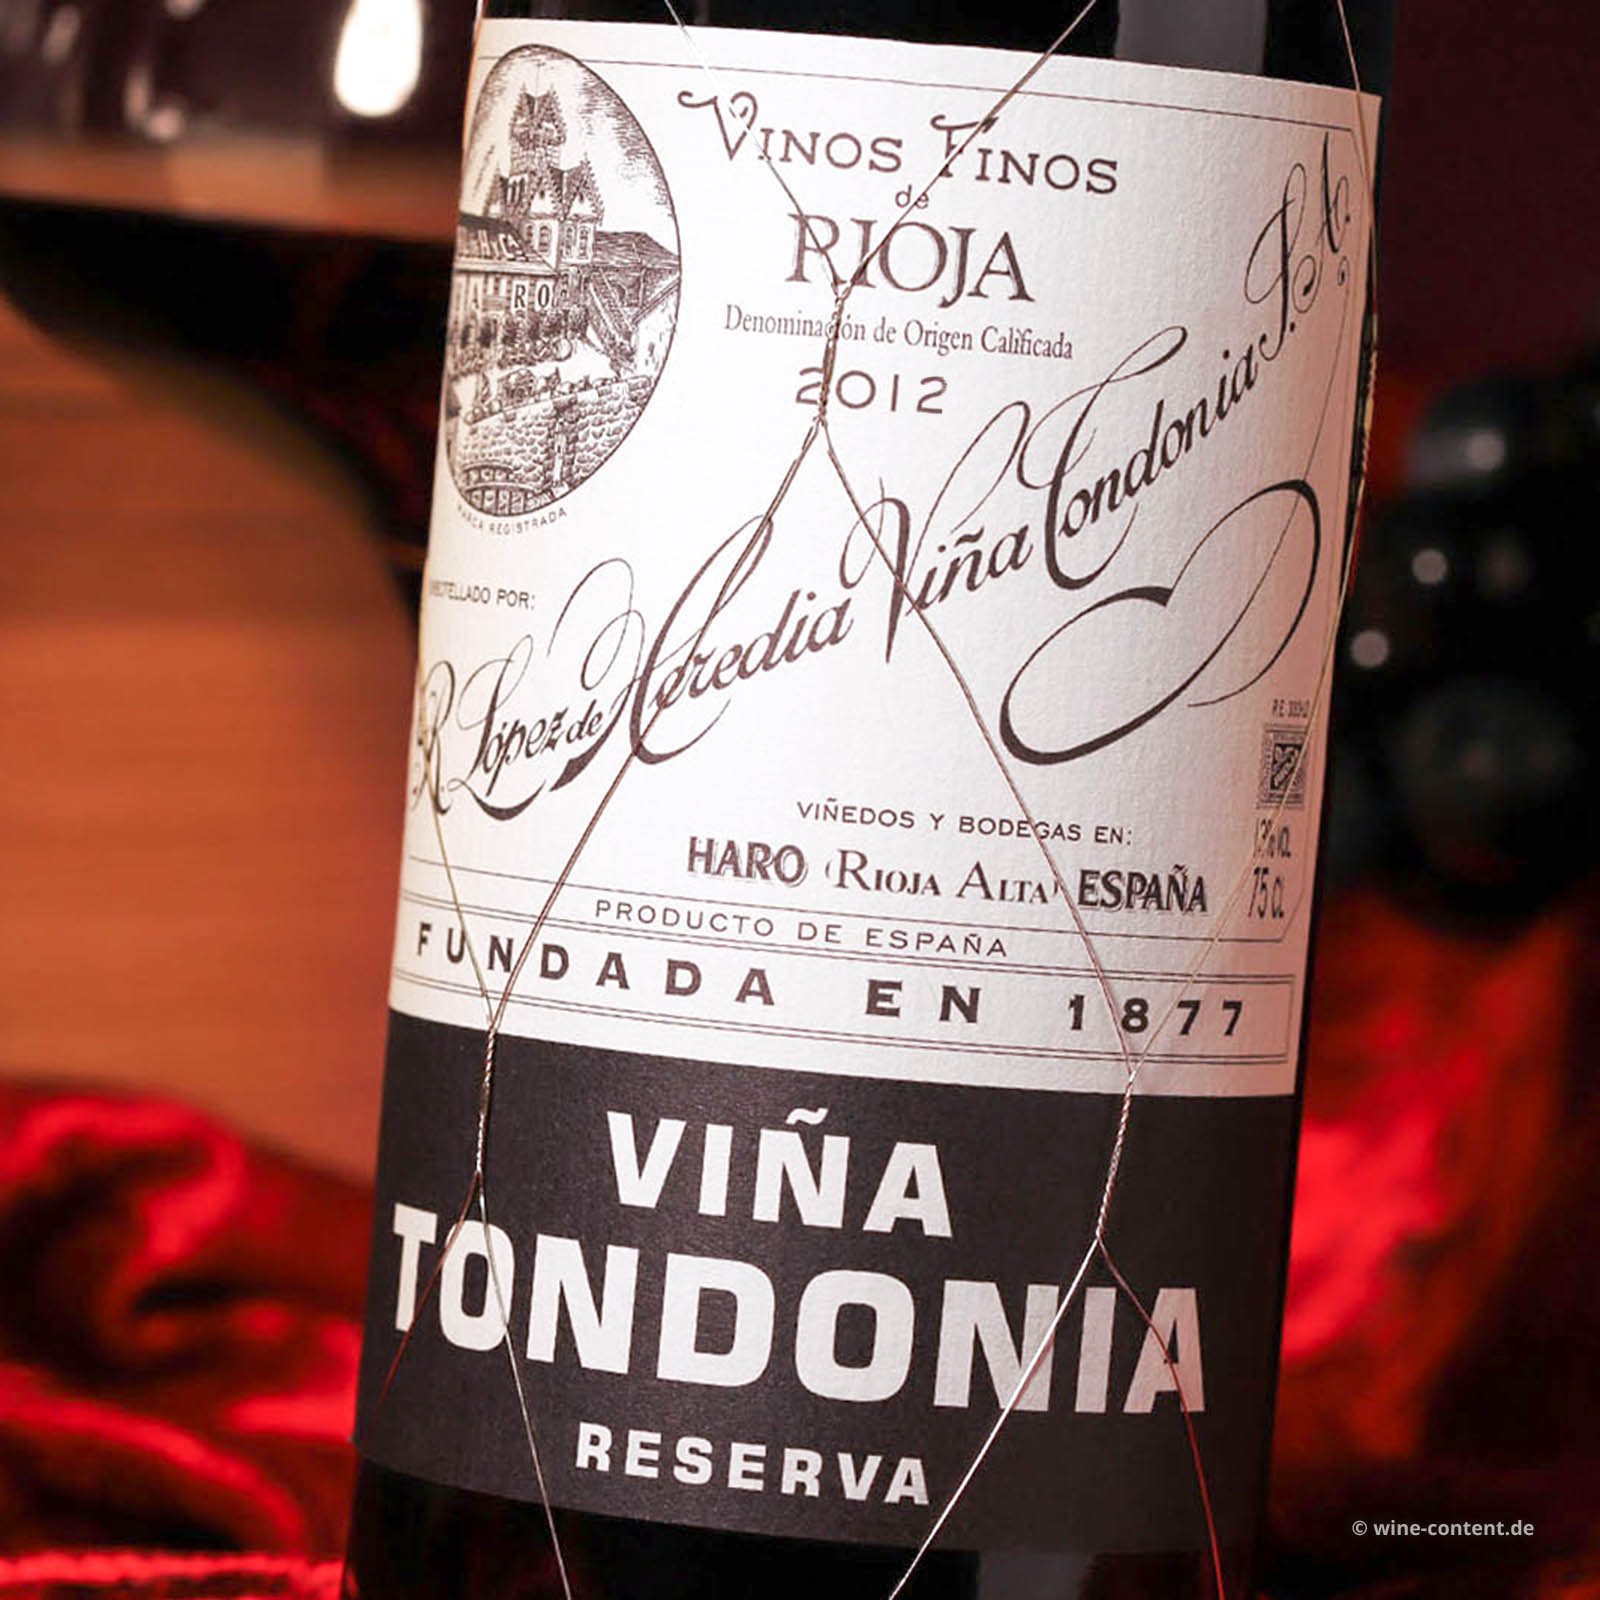 Vinos Finos
de
RIOJA
Denominación de Origen Calificada
2012
MARCA REGISTRADA
POR:
R. López de Heredia Viña Tondonia S.A.
VIÑEDOS Y BODEGAS EN:
HARO (RIOJA ALTA) ESPAÑA
75 cl.
PRODUCTO DE ESPAÑA
FUNDADA EN 1877
VIÑA
TONDONIA
RESERVA
© wine-content.de